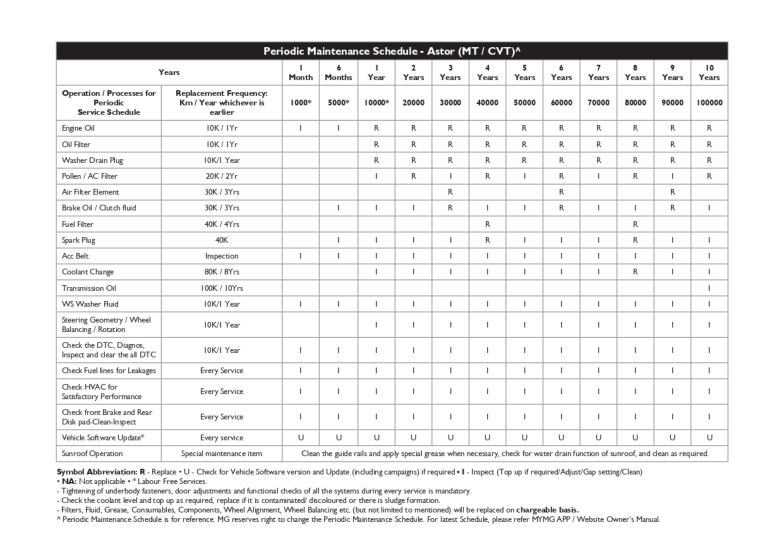 Periodic Maintenance Schedule - Astor (MT / CVT)^
Years 1 Month 6 Months 1 Year 2 Years 3 Years 4 Years 5 Years 6 Years 7 Years 8 Years 9 Years 10 Years
Operation / Processes for Periodic Service Schedule Replacement Frequency: Km / Year whichever is earlier 1000* 5000* 10000* 20000 30000 40000 50000 60000 70000 80000 90000 100000
Engine Oil 10K / 1Yr I I R R R R R R R R R R
Oil Filter 10K / 1Yr R R R R R R R R R R
Washer Drain Plug 10K/1 Year R R R R R R R R R R
Pollen / AC Filter 20K / 2Yr I R I R I R I R I R
Air Filter Element 30K / 3Yrs R R R
Brake Oil / Clutch fluid 30K / 3Yrs I I I R I I R I I R I
Fuel Filter 40K / 4Yrs R R
Spark Plug 40K I I I I R I I I R I I
Acc Belt Inspection I I I I I I I I I I I I
Coolant Change 80K / 8Yrs I I I I I I I R I I
Transmission Oil 100K / 10Yrs I
WS Washer Fluid 10K/1 Year I I I I I I I I I I I I
Steering Geometry / Wheel Balancing / Rotation 10K/1 Year I I I I I I I I I I
Check the DTC, Diagnos, Inspect and clear the all DTC 10K/1 Year I I I I I I I I I I I I
Check Fuel lines for Leakages Every Service I I I I I I I I I I I I
Check HVAC for Satisfactory Performance Every Service I I I I I I I I I I I I
Check front Brake and Rear Disk pad-Clean-Inspect Every Service I I I I I I I I I I I I
Vehicle Software Update* Every service U U U U U U U U U U U U
Sunroof Operation Special maintenance item Clean the guide rails and apply special grease when necessary, check for water drain function of sunroof, and clean as required.
Symbol Abbreviation: R - Replace • U - Check for Vehicle Software version and Update (including campaigns) if required • I - Inspect (Top up if required/Adjust/Gap setting/Clean)
• NA: Not applicable • * Labour Free Services.
- Tightening of underbody fasteners, door adjustments and functional checks of all the systems during every service is mandatory.
- Check the coolant level and top up as required, replace if it is contaminated/ discoloured or there is sludge formation.
- Filters, Fluid, Grease, Consumables, Components, Wheel Alignment, Wheel Balancing etc. (but not limited to mentioned) will be replaced on chargeable basis.
^ Periodic Maintenance Schedule is for reference. MG reserves right to change the Periodic Maintenance Schedule. For latest Schedule, please refer MYMG APP / Website Owner's Manual.